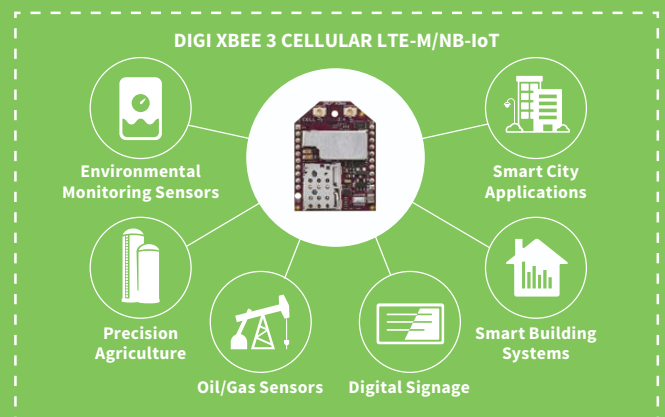 DIGI XBEE 3 CELLULAR LTE-M/NB-IoT
Environmental
Monitoring Sensors
Smart City
Applications
Precision
Agriculture
Smart Building
Systems
Oil/Gas Sensors
Digital Signage